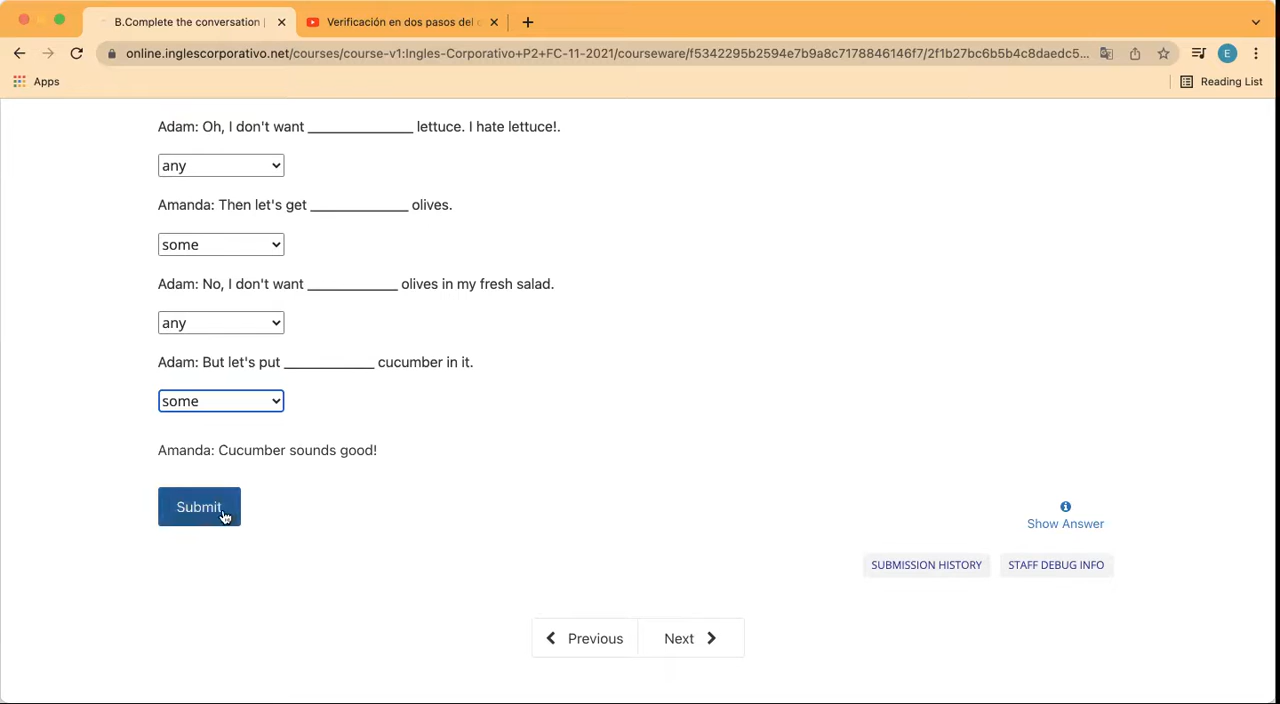 B.Complete the conversation |
Verificación en dos pasos del c
online.inglescorporativo.net/courses/course-v1:Ingles-Corporativo+P2+FC-11-2021/courseware/f5342295b2594e7b9a8c7178846146f7/2f1b27bc6b5b4c8daedc5...
E
Apps
Reading List
Adam: Oh, I don't want ______________ lettuce. I hate lettuce!.
any
Amanda: Then let's get _____________ olives.
some
Adam: No, I don't want ____________ olives in my fresh salad.
any
Adam: But let's put ____________ cucumber in it.
some
Amanda: Cucumber sounds good!
Submit
Show Answer
SUBMISSION HISTORY
STAFF DEBUG INFO
Previous
Next